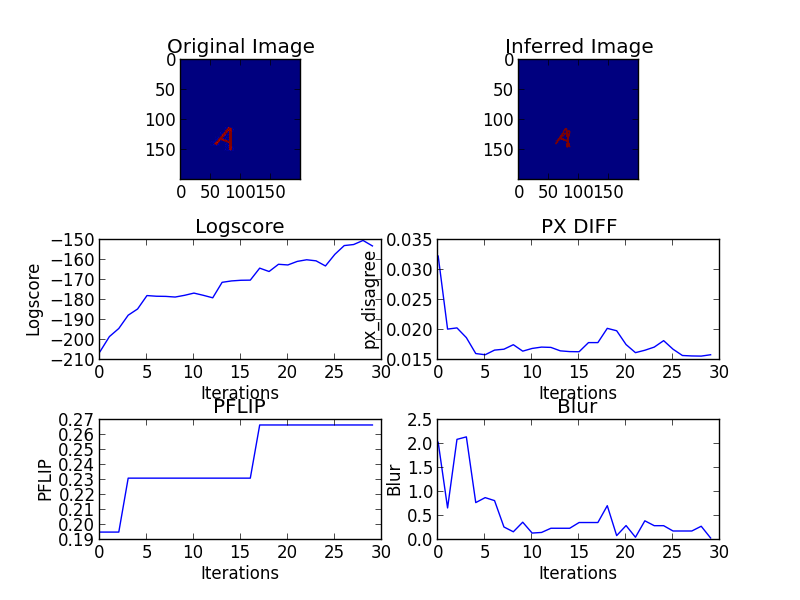 Original Image
Inferred Image
0
50
100
150
A
0 50 100 150
0
50
100
150
A
0 50 100 150
Logscore
−150
−160
−170
−180
−190
−200
−210
Logscore
0 5 10 15 20 25 30
Iterations
PX DIFF
0.035
0.030
0.025
0.020
0.015
px_disagree
0 5 10 15 20 25 30
Iterations
PFLIP
0.27
0.26
0.25
0.24
0.23
0.22
0.21
0.20
0.19
PFLIP
0 5 10 15 20 25 30
Iterations
Blur
2.5
2.0
1.5
1.0
0.5
0.0
Blur
0 5 10 15 20 25 30
Iterations